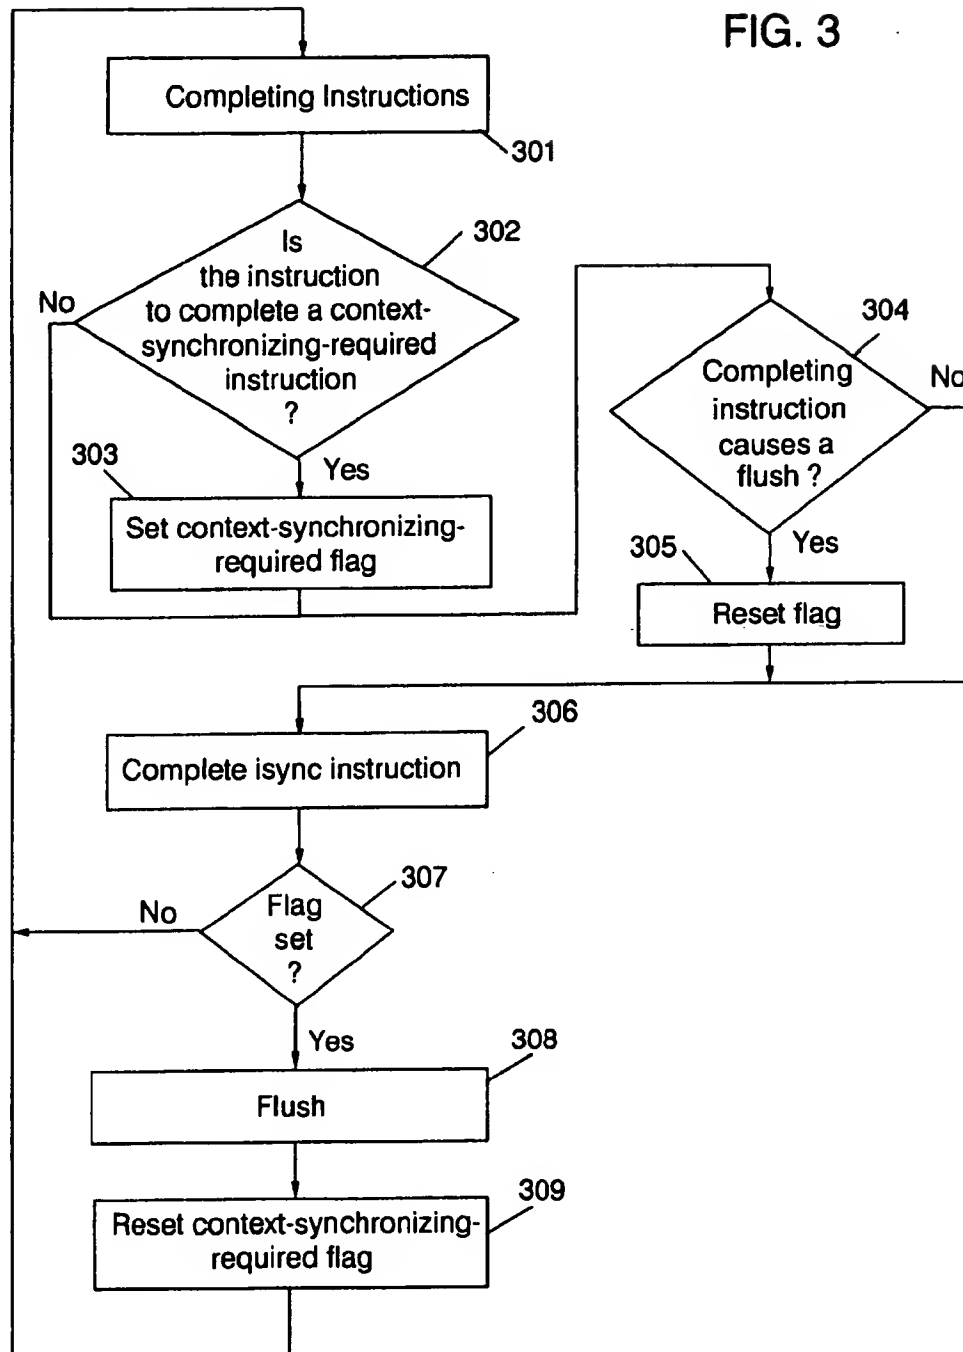 FIG. 3
Completing Instructions
301
302
Is
the instruction
to complete a context-
synchronizing-required
instruction
?
No
Yes
303
Set context-synchronizing-
required flag
304
Completing
instruction
causes a
flush ?
No
Yes
305
Reset flag
306
Complete isync instruction
307
Flag
set
?
No
Yes
308
Flush
309
Reset context-synchronizing-
required flag